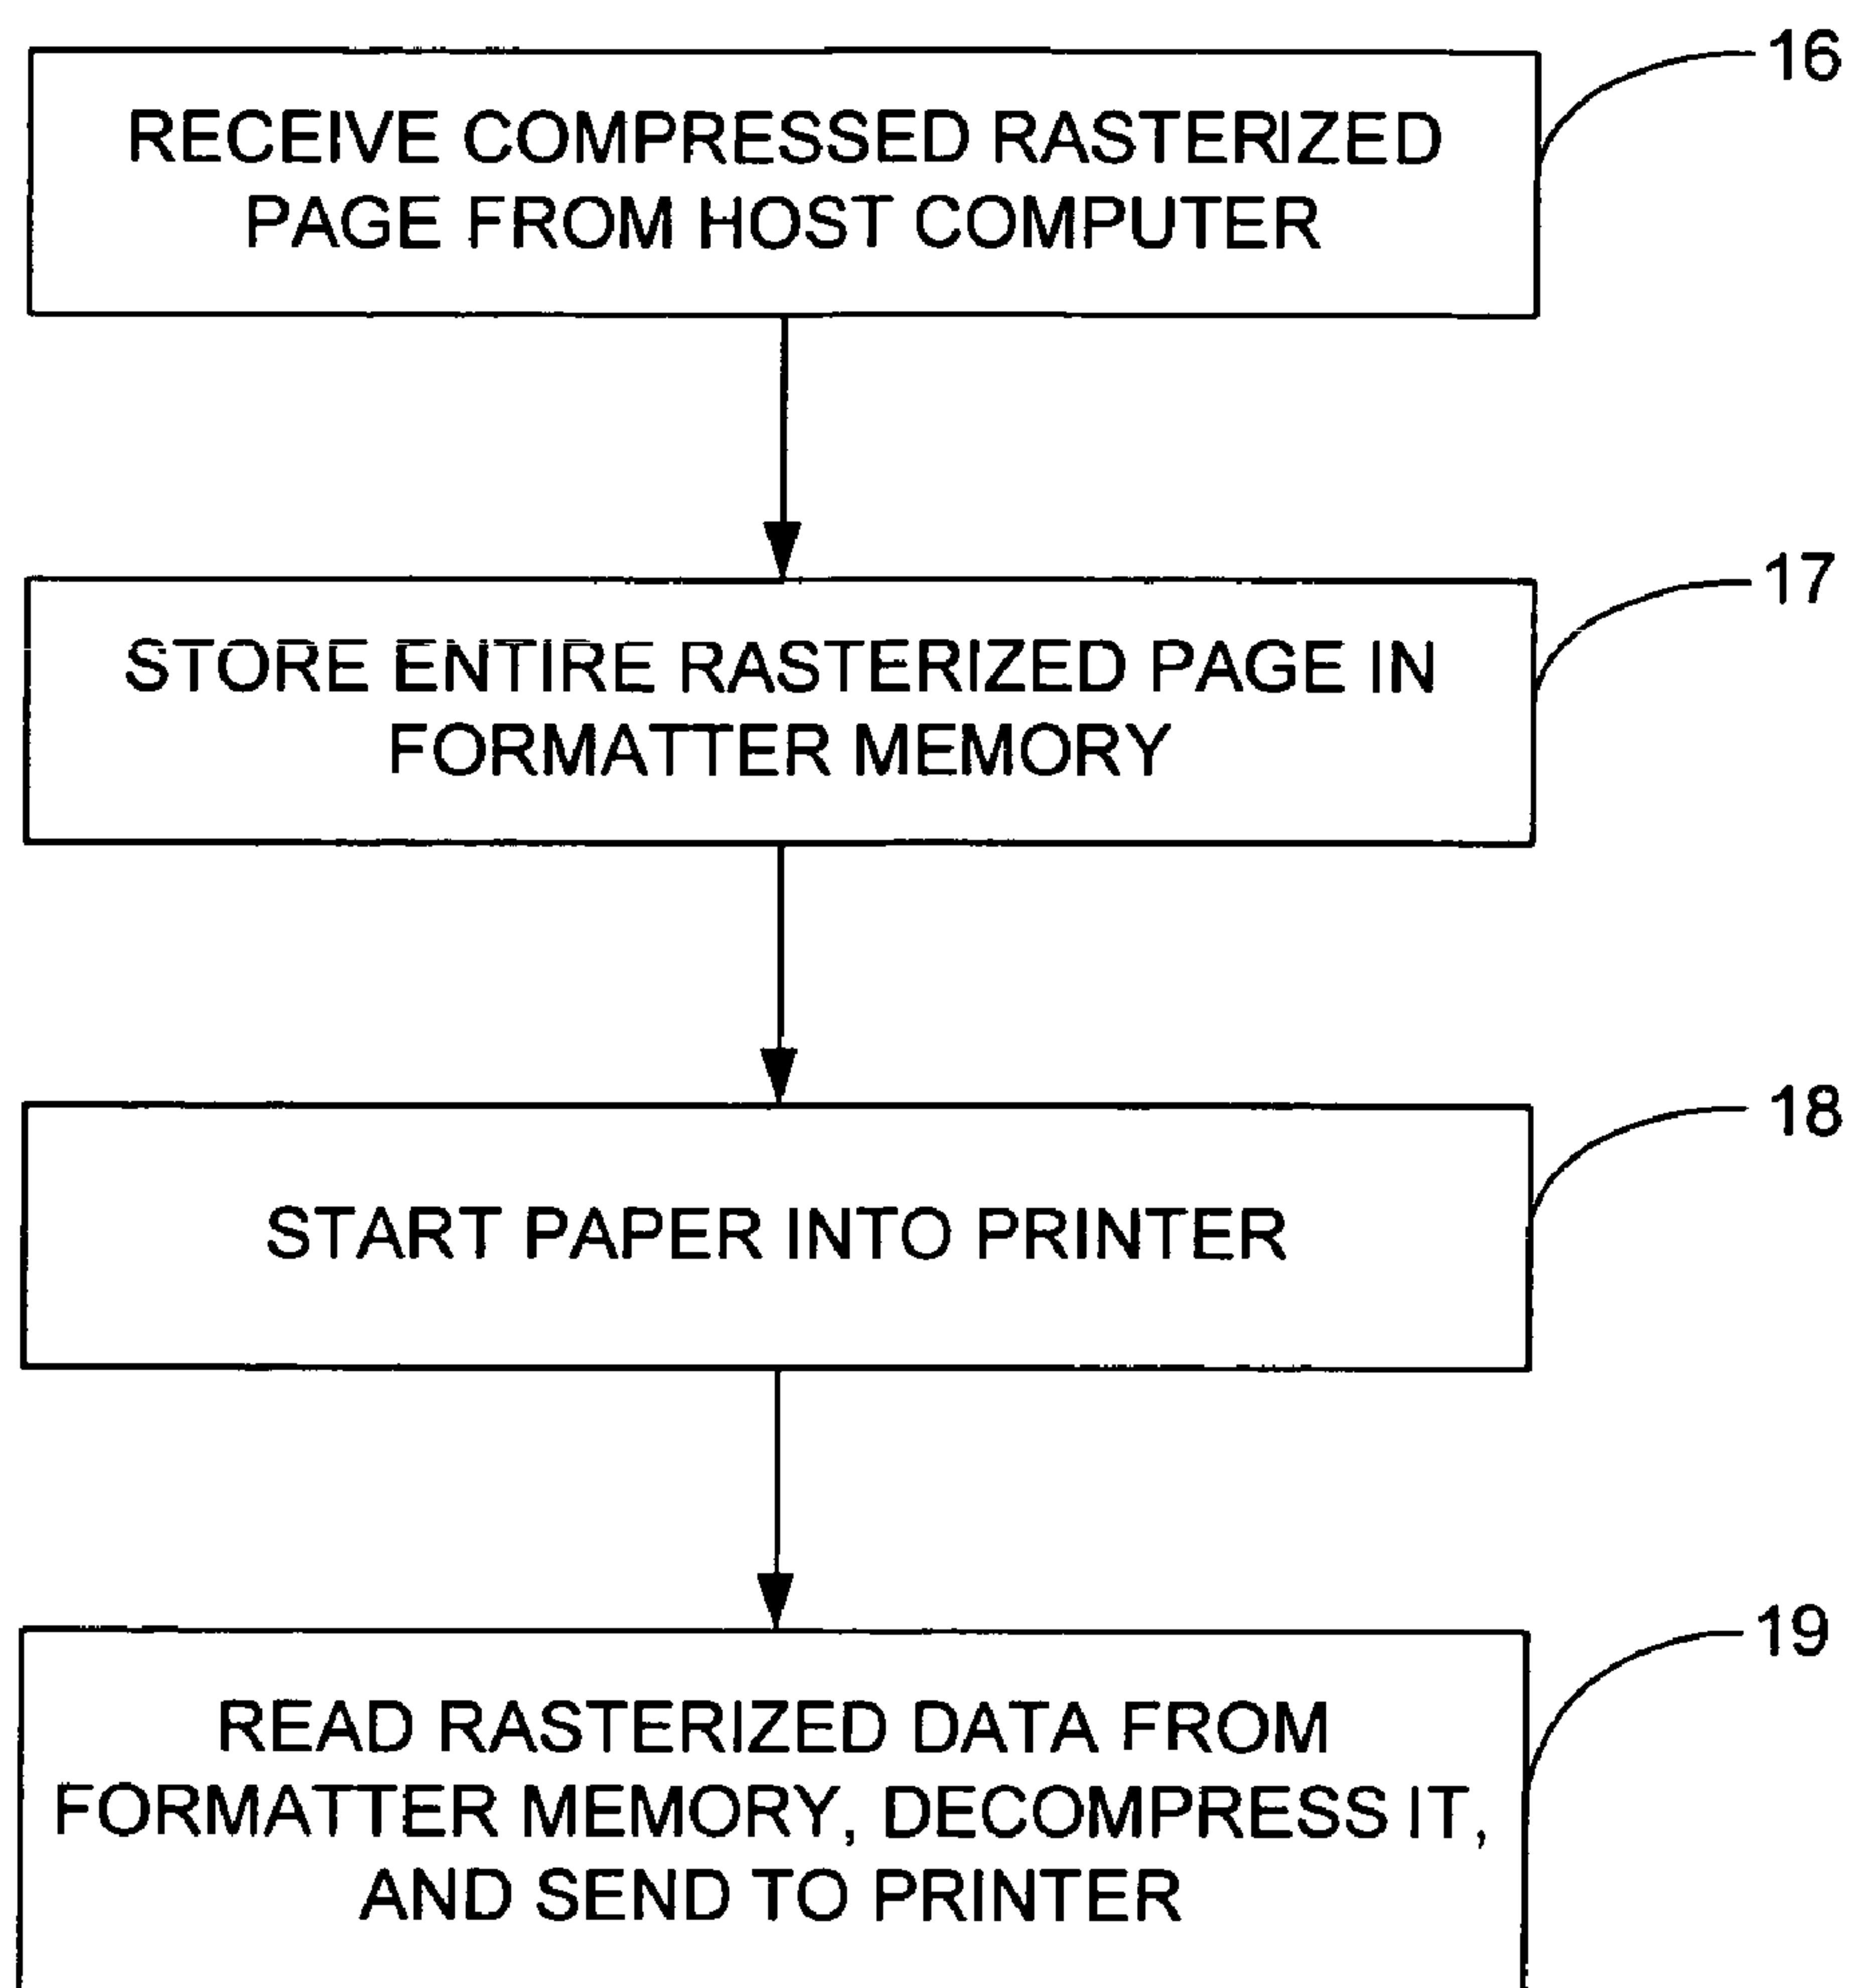 16
RECEIVE COMPRESSED RASTERIZED
PAGE FROM HOST COMPUTER
17
STORE ENTIRE RASTERIZED PAGE IN
FORMATTER MEMORY
18
START PAPER INTO PRINTER
19
READ RASTERIZED DATA FROM
FORMATTER MEMORY, DECOMPRESS IT,
AND SEND TO PRINTER